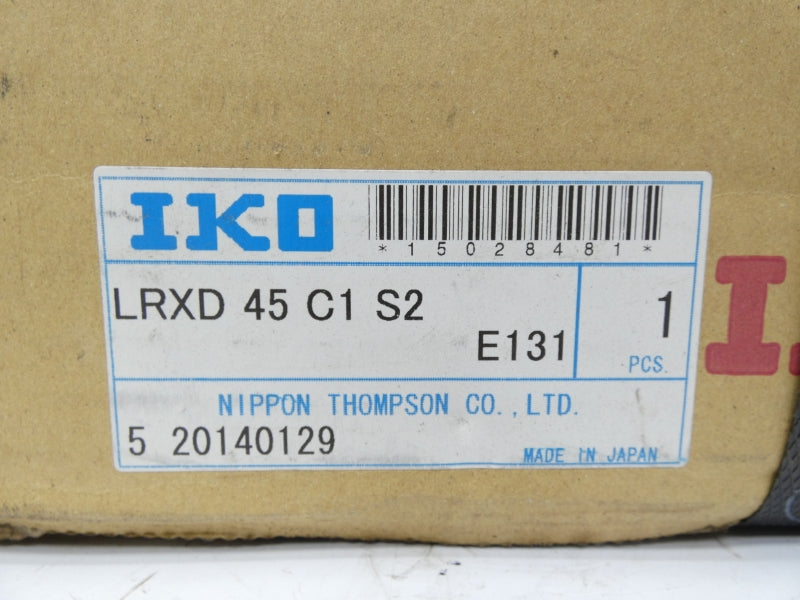 IKO
*15028481*
LRXD 45 C1 S2
E131
1
PCS.
NIPPON THOMPSON CO.,LTD.
5 20140129
MADE IN JAPAN